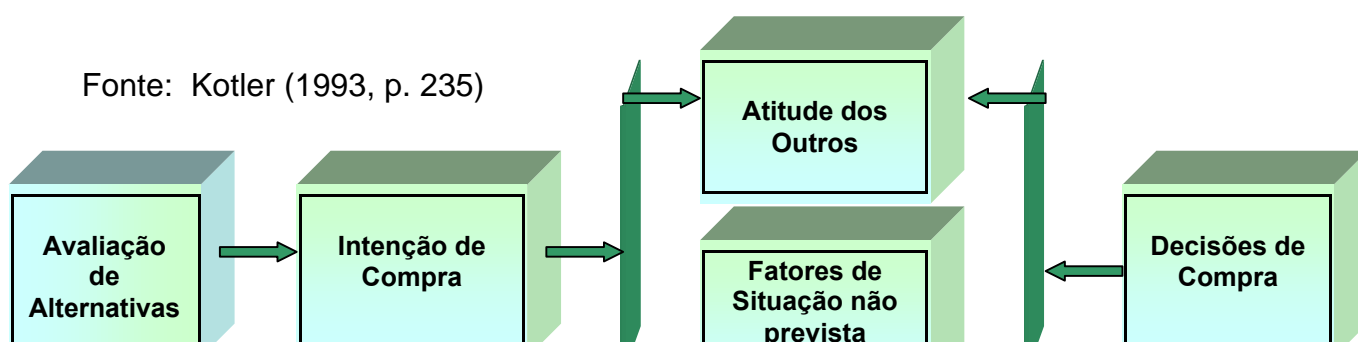 Fonte: Kotler (1993, p. 235)
Atitude dos
Outros
Avaliação
de
Alternativas
Intenção de
Compra
Fatores de
Situação não
prevista
Decisões de
Compra